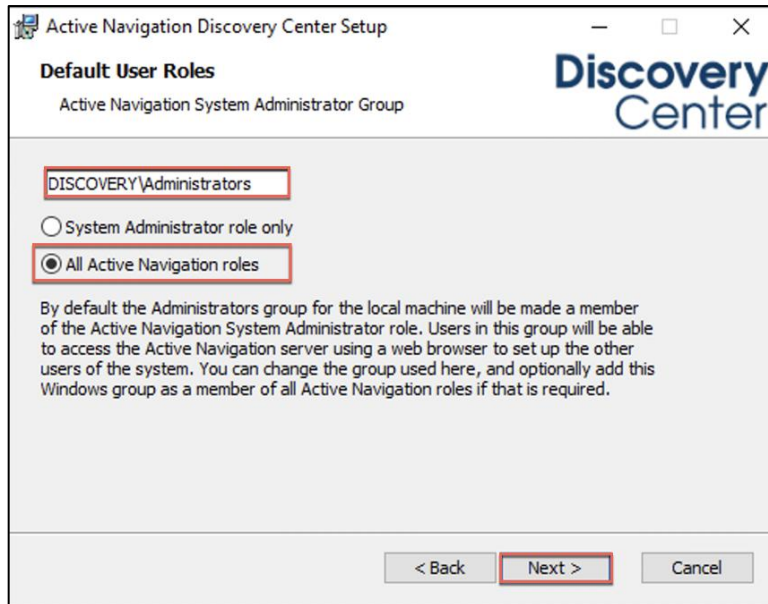 Active Navigation Discovery Center Setup
Default User Roles
Active Navigation System Administrator Group
Discovery
Center
DISCOVERY\Administrators
System Administrator role only
All Active Navigation roles
By default the Administrators group for the local machine will be made a member
of the Active Navigation System Administrator role. Users in this group will be able
to access the Active Navigation server using a web browser to set up the other
users of the system. You can change the group used here, and optionally add this
Windows group as a member of all Active Navigation roles if that is required.
< Back Next > Cancel